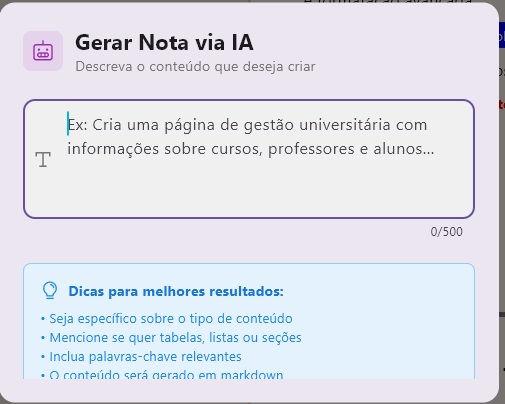 Gerar Nota via IA
Descreva o conteúdo que deseja criar
Ex: Cria uma página de gestão universitária com
informações sobre cursos, professores e alunos...
0/500
Dicas para melhores resultados:
• Seja específico sobre o tipo de conteúdo
• Mencione se quer tabelas, listas ou seções
• Inclua palavras-chave relevantes
• O conteúdo será gerado em markdown